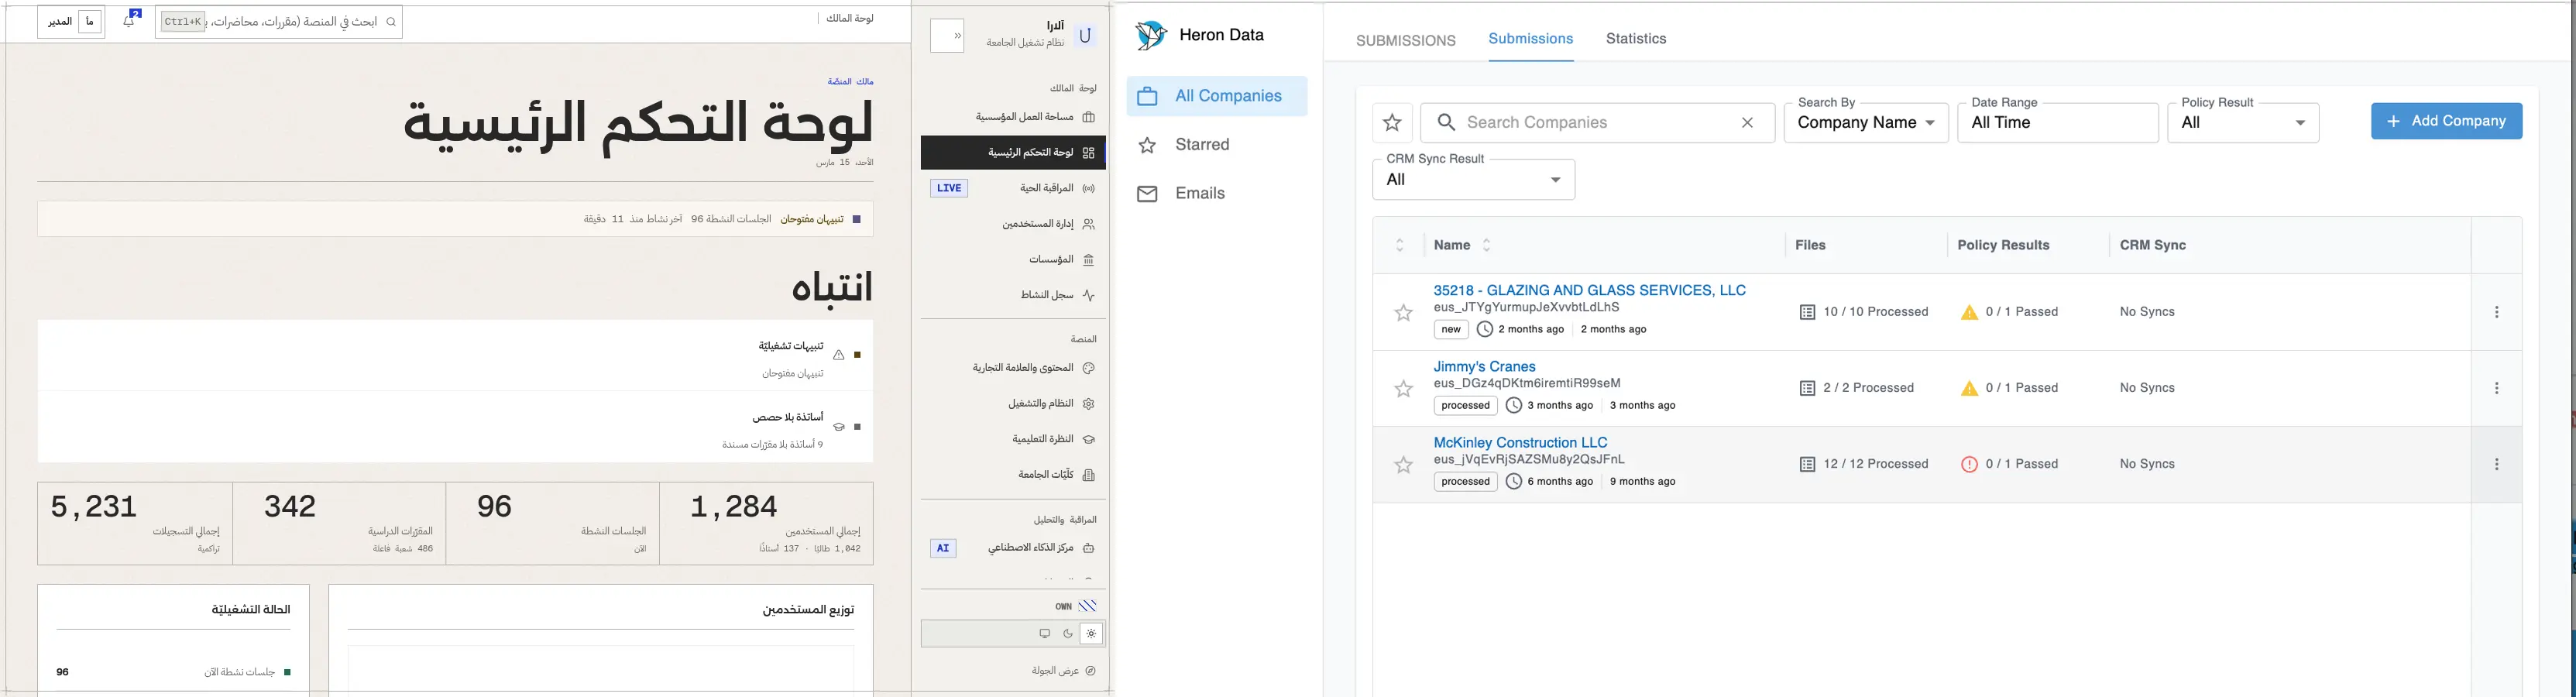 لوحة المالك
ابحث في المنصة (مقررات، محاضرات،
Ctrl+K
2
ما
المدير
آلارا
نظام تشغيل الجامعة
لوحة المالك
مساحة العمل المؤسسية
لوحة التحكم الرئيسية
المراقبة الحية
LIVE
إدارة المستخدمين
المؤسسات
سجل النشاط
المنصة
المحتوى والعلامة التجارية
النظام والتشغيل
النظرة التعليمية
كليّات الجامعة
المراقبة والتحليل
مركز الذكاء الاصطناعي
AI
OWN
عرض الجولة
مالك المنصّة
لوحة التحكم الرئيسية
الأحد، 15 مارس
تنبيهان مفتوحان الجلسات النشطة 96 آخر نشاط منذ 11 دقيقة
انتباه
تنبيهات تشغيليّة
تنبيهان مفتوحان
أساتذة بلا حصص
9 أساتذة بلا مقرّرات مسندة
1,284
إجمالي المستخدمين
1,042 طالبًا · 137 أستاذًا
96
الجلسات النشطة
الآن
342
المقرّرات الدراسية
486 شعبة فاعلة
5,231
إجمالي التسجيلات
تراكمية
توزيع المستخدمين
الحالة التشغيليّة
جلسات نشطة الآن
96
Heron Data
All Companies
Starred
Emails
SUBMISSIONS
Submissions
Statistics
Search Companies
Search By
Company Name
Date Range
All Time
Policy Result
All
Add Company
CRM Sync Result
All
Name
Files
Policy Results
CRM Sync
35218 - GLAZING AND GLASS SERVICES, LLC
eus_JTYgYurmupJeXvvbtLdLhS
new
2 months ago
2 months ago
10 / 10 Processed
0 / 1 Passed
No Syncs
Jimmy's Cranes
eus_DGz4qDKtm6iremtiR99seM
processed
3 months ago
3 months ago
2 / 2 Processed
0 / 1 Passed
No Syncs
McKinley Construction LLC
eus_jVqEvRjSAZSMu8y2QsJFnL
processed
6 months ago
9 months ago
12 / 12 Processed
0 / 1 Passed
No Syncs